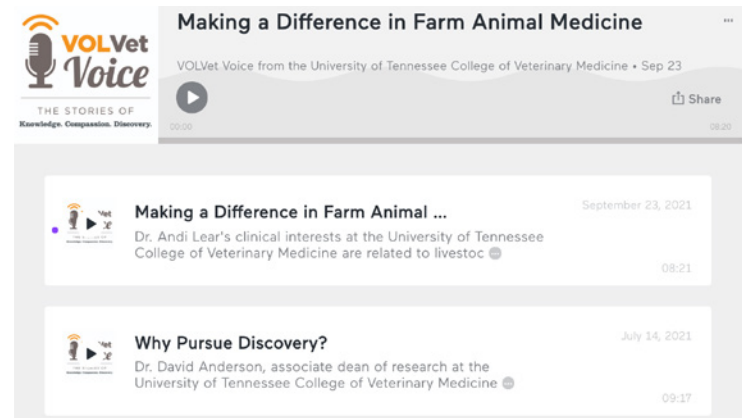 VOLVet
Voice
THE STORIES OF
Knowledge. Compassion. Discovery.
Making a Difference in Farm Animal Medicine
VOLVet Voice from the University of Tennessee College of Veterinary Medicine • Sep 23
Share
00:00
08:20
Making a Difference in Farm Animal ...
September 23, 2021
Dr. Andi Lear's clinical interests at the University of Tennessee
College of Veterinary Medicine are related to livestoc
08:21
Why Pursue Discovery?
July 14, 2021
Dr. David Anderson, associate dean of research at the
University of Tennessee College of Veterinary Medicine
09:17